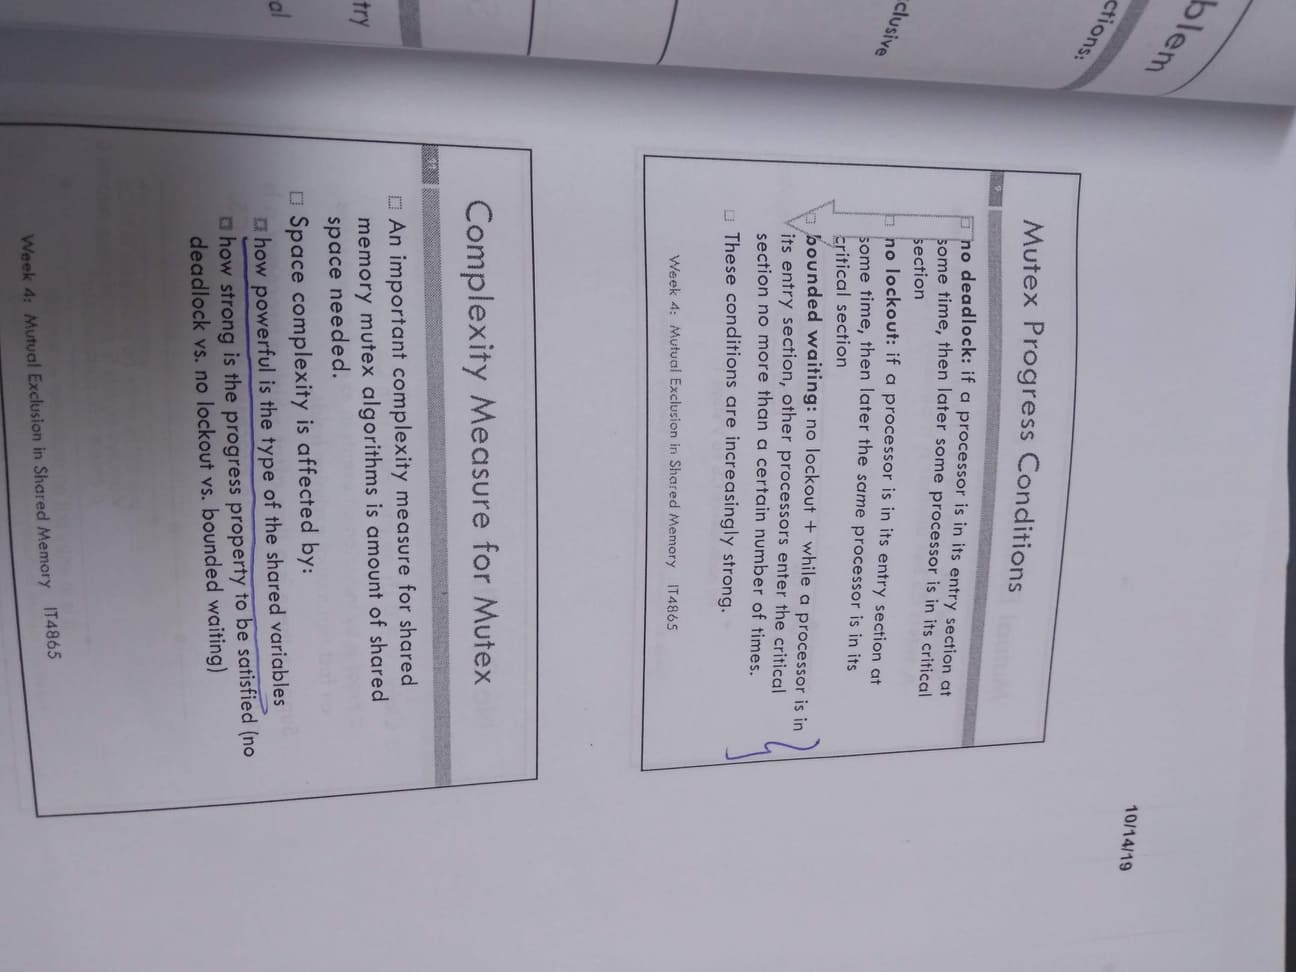 blem
ctions:
clusive
try
al
10/14/19
Mutex Progress Conditions
9
no deadlock: if a processor is in its entry section at
some time, then later some processor is in its critical
section
no lockout: if a processor is in its entry section at
some time, then later the same processor is in its
critical section
bounded waiting: no lockout + while a processor is in
its entry section, other processors enter the critical
section no more than a certain number of times.
These conditions are increasingly strong.
Week 4: Mutual Exclusion in Shared Memory IT4865
Complexity Measure for Mutex
11
An important complexity measure for shared
memory mutex algorithms is amount of shared
space needed.
Space complexity is affected by:
how powerful is the type of the shared variables
how strong is the progress property to be satisfied (no
deadlock vs. no lockout vs. bounded waiting)
Week 4: Mutual Exclusion in Shared Memory IT4865